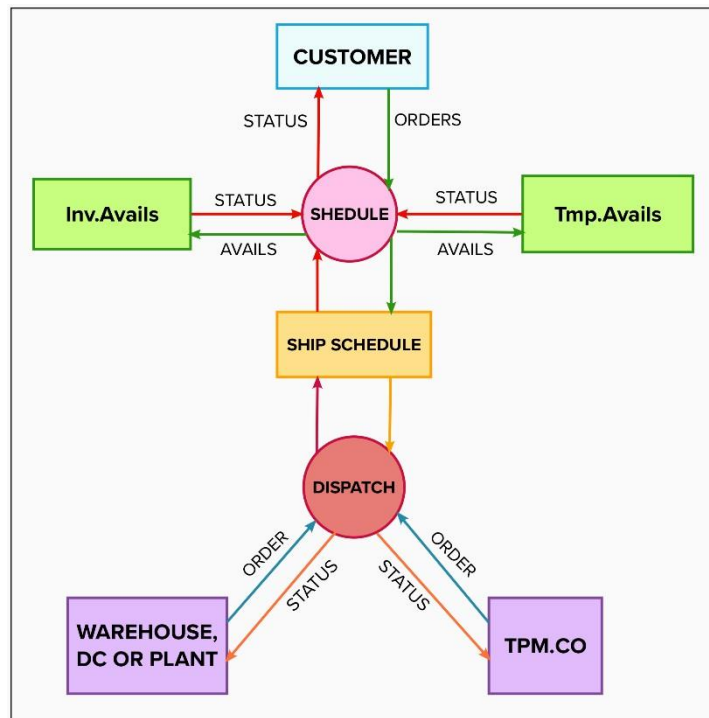 CUSTOMER
STATUS
ORDERS
Inv.Avails
STATUS
SHEDULE
STATUS
Tmp.Avails
AVAILS
AVAILS
SHIP SCHEDULE
DISPATCH
ORDER
STATUS
ORDER
STATUS
WAREHOUSE,
DC OR PLANT
TPM.CO